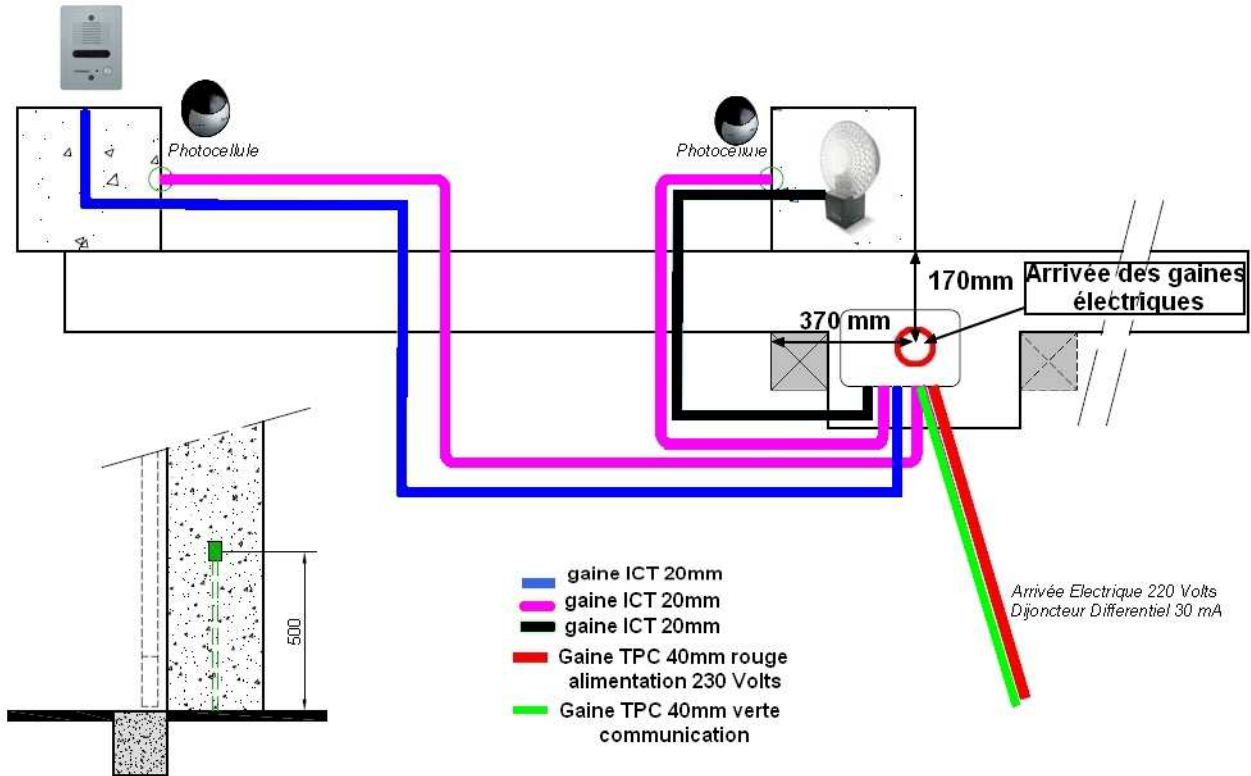 Photocellule
Photocellule
170mm
Arrivée des gaines
électriques
370 mm
500
gaine ICT 20mm
gaine ICT 20mm
gaine ICT 20mm
Gaine TPC 40mm rouge
alimentation 230 Volts
Gaine TPC 40mm verte
communication
Arrivée Electrique 220 Volts
Dijoncteur Differentiel 30 mA